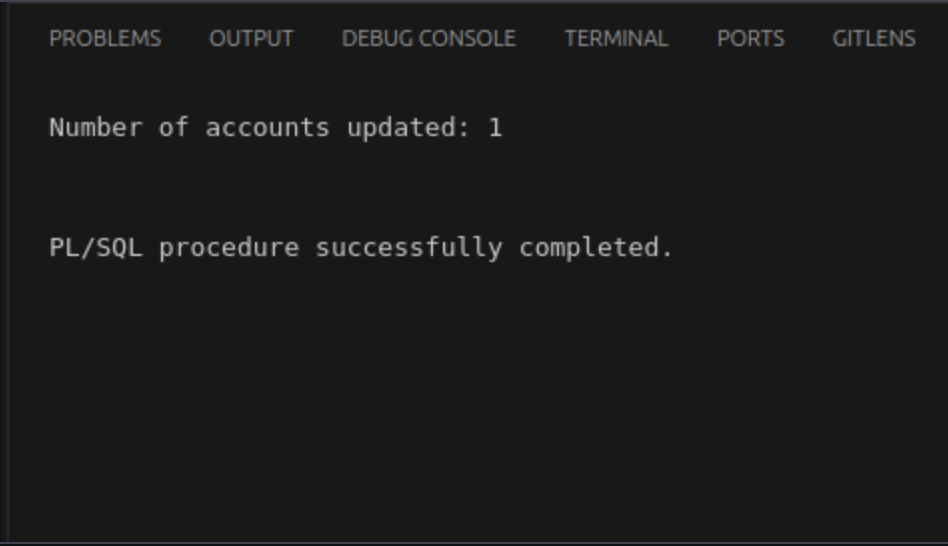 PROBLEMS OUTPUT DEBUG CONSOLE TERMINAL PORTS GITLENS
Number of accounts updated: 1
PL/SQL procedure successfully completed.